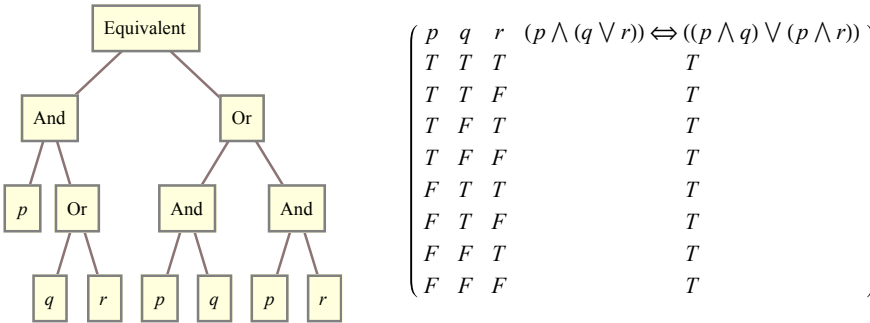 Equivalent
And Or
p Or And And
q r p q p r
p q r (p ⋀ (q ⋁ r)) ⇔ ((p ⋀ q) ⋁ (p ⋀ r))
T T T T
T T F T
T F T T
T F F T
F T T T
F T F T
F F T T
F F F T